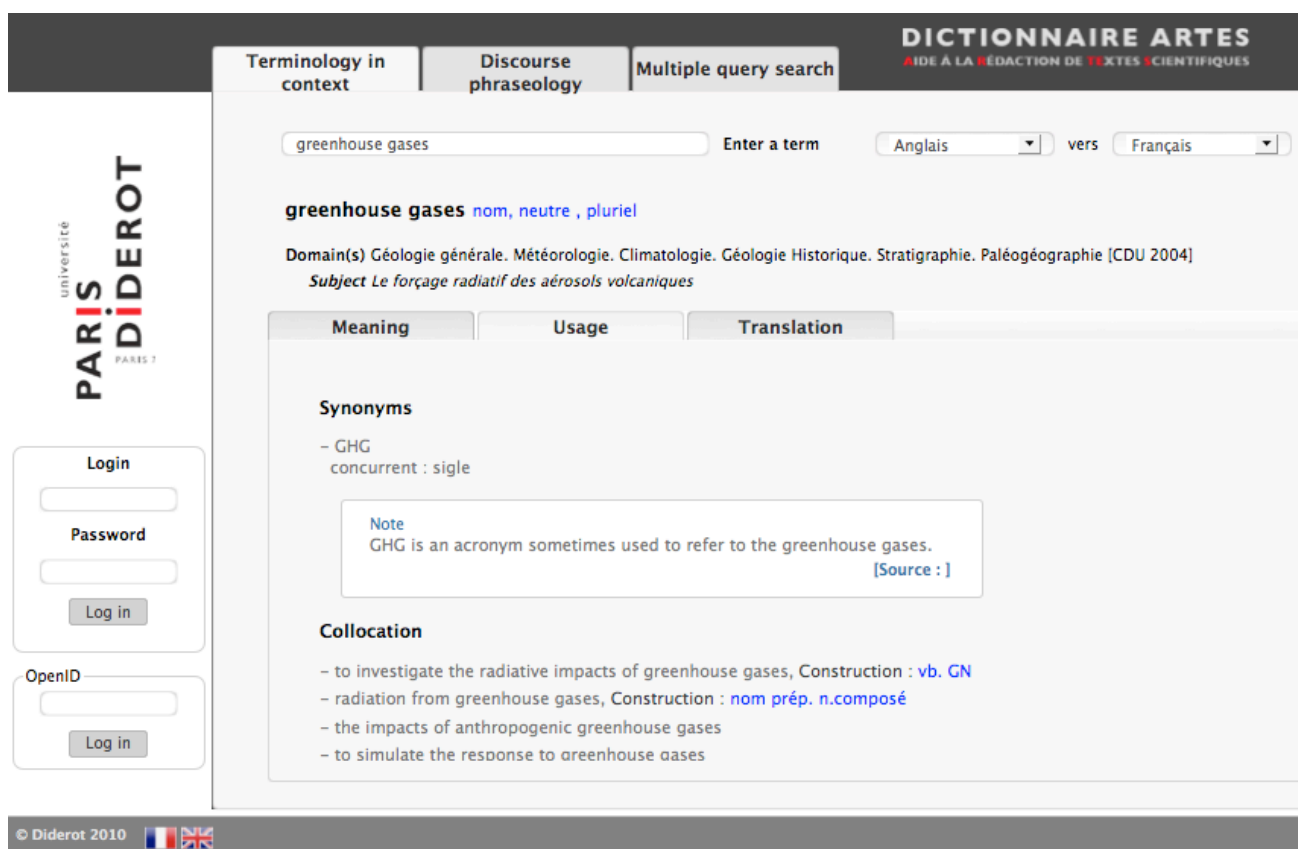 DICTIONNAIRE ARTES
AIDE À LA RÉDACTION DE TEXTES SCIENTIFIQUES
Terminology in context
Discourse phraseology
Multiple query search
université
PARIS
DIDEROT
PARIS 7
greenhouse gases
Enter a term
Anglais
vers
Français
greenhouse gases nom, neutre , pluriel
Domain(s) Géologie générale. Météorologie. Climatologie. Géologie Historique. Stratigraphie. Paléogéographie [CDU 2004]
Subject Le forçage radiatif des aérosols volcaniques
Meaning
Usage
Translation
Synonyms
– GHG
concurrent : sigle
Note
GHG is an acronym sometimes used to refer to the greenhouse gases.
[Source : ]
Collocation
– to investigate the radiative impacts of greenhouse gases, Construction : vb. GN
– radiation from greenhouse gases, Construction : nom prép. n.composé
– the impacts of anthropogenic greenhouse gases
– to simulate the response to greenhouse gases
Login
Password
Log in
OpenID
Log in
© Diderot 2010